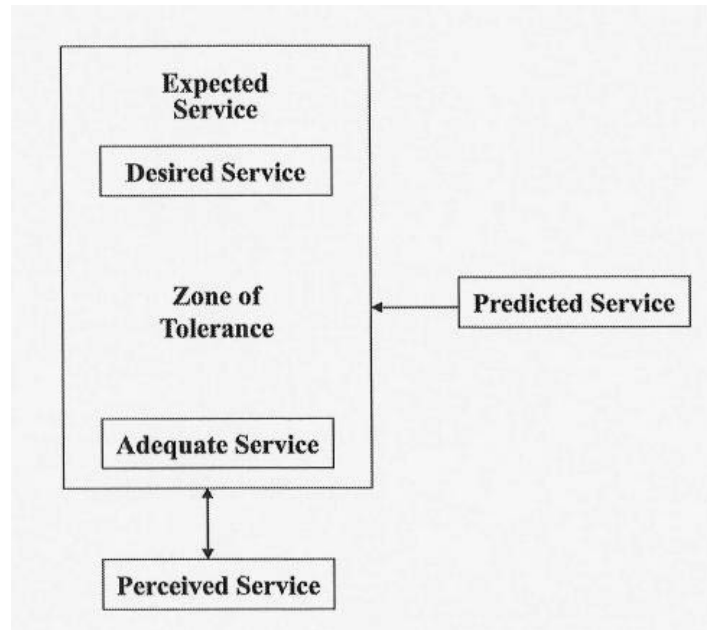 Expected
Service
Desired Service
Zone of
Tolerance
Predicted Service
Adequate Service
Perceived Service